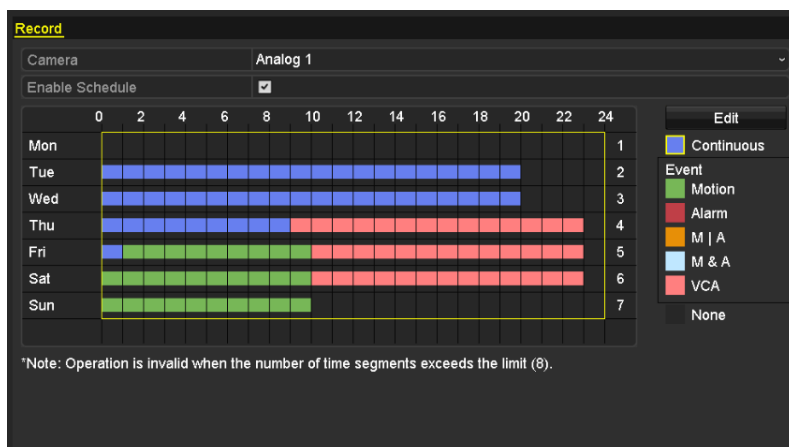 Record
Camera Analog 1
Enable Schedule
0 2 4 6 8 10 12 14 16 18 20 22 24
Edit
Mon 1
Continuous
Tue 2
Event
Motion
Wed 3
Alarm
Thu 4
M | A
Fri 5
M & A
Sat 6
VCA
Sun 7
None
*Note: Operation is invalid when the number of time segments exceeds the limit (8).